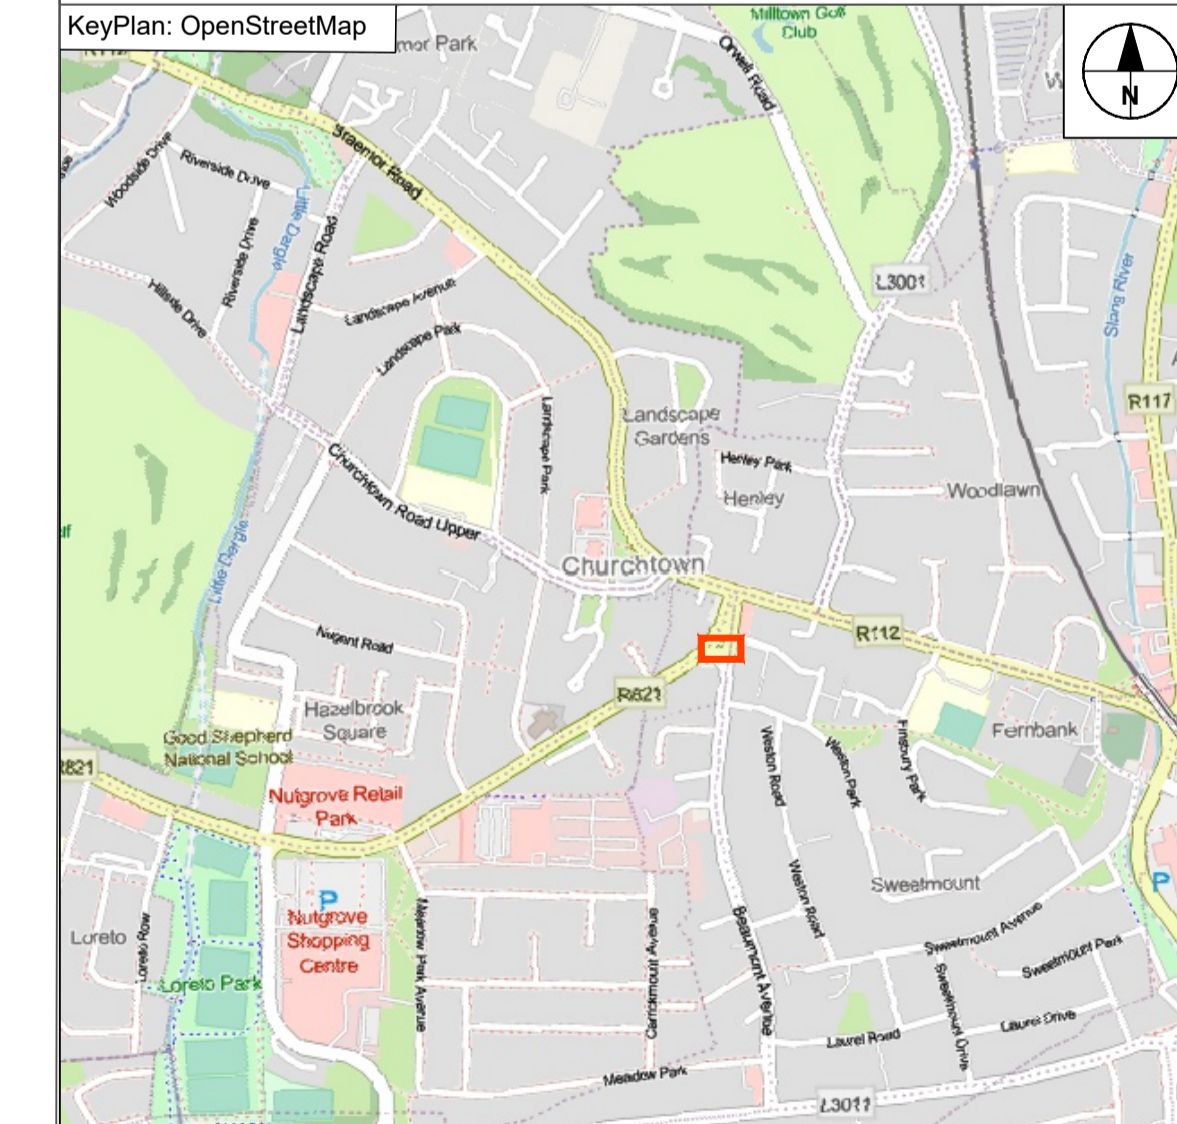 KeyPlan: OpenStreetMap
Milltown Golf
Club
Orwell Road
N
Braemor Road
Woodside Drive
Riverside Drive
Little Dargle
Riverside Drive
Landscape Road
Slang River
L3001
Hillside Drive
Landscape Avenue
Landscape Park
R117
Landscape Park
Landscape
Gardens
Henley Park
Henley
Woodlawn
Churchtown Road Upper
Little Dargle
Churchtown
R112
Nugent Road
R821
Hazelbrook
Square
Good Shepherd
National School
Fernbank
Finsbury Park
Weston Road
Weston Park
R821
Nutgrove Retail
Park
P
P
Sweetmount
Weston Road
Nutgrove
Shopping
Centre
Loreto
Loreto Row
Meadow Park Avenue
Carrickmount Avenue
Beaumont Avenue
Sweetmount Avenue
Sweetmount Park
Sweetmount Drive
Loreto Park
Laurel Road
Laurel Drive
Meadow Park
L3011